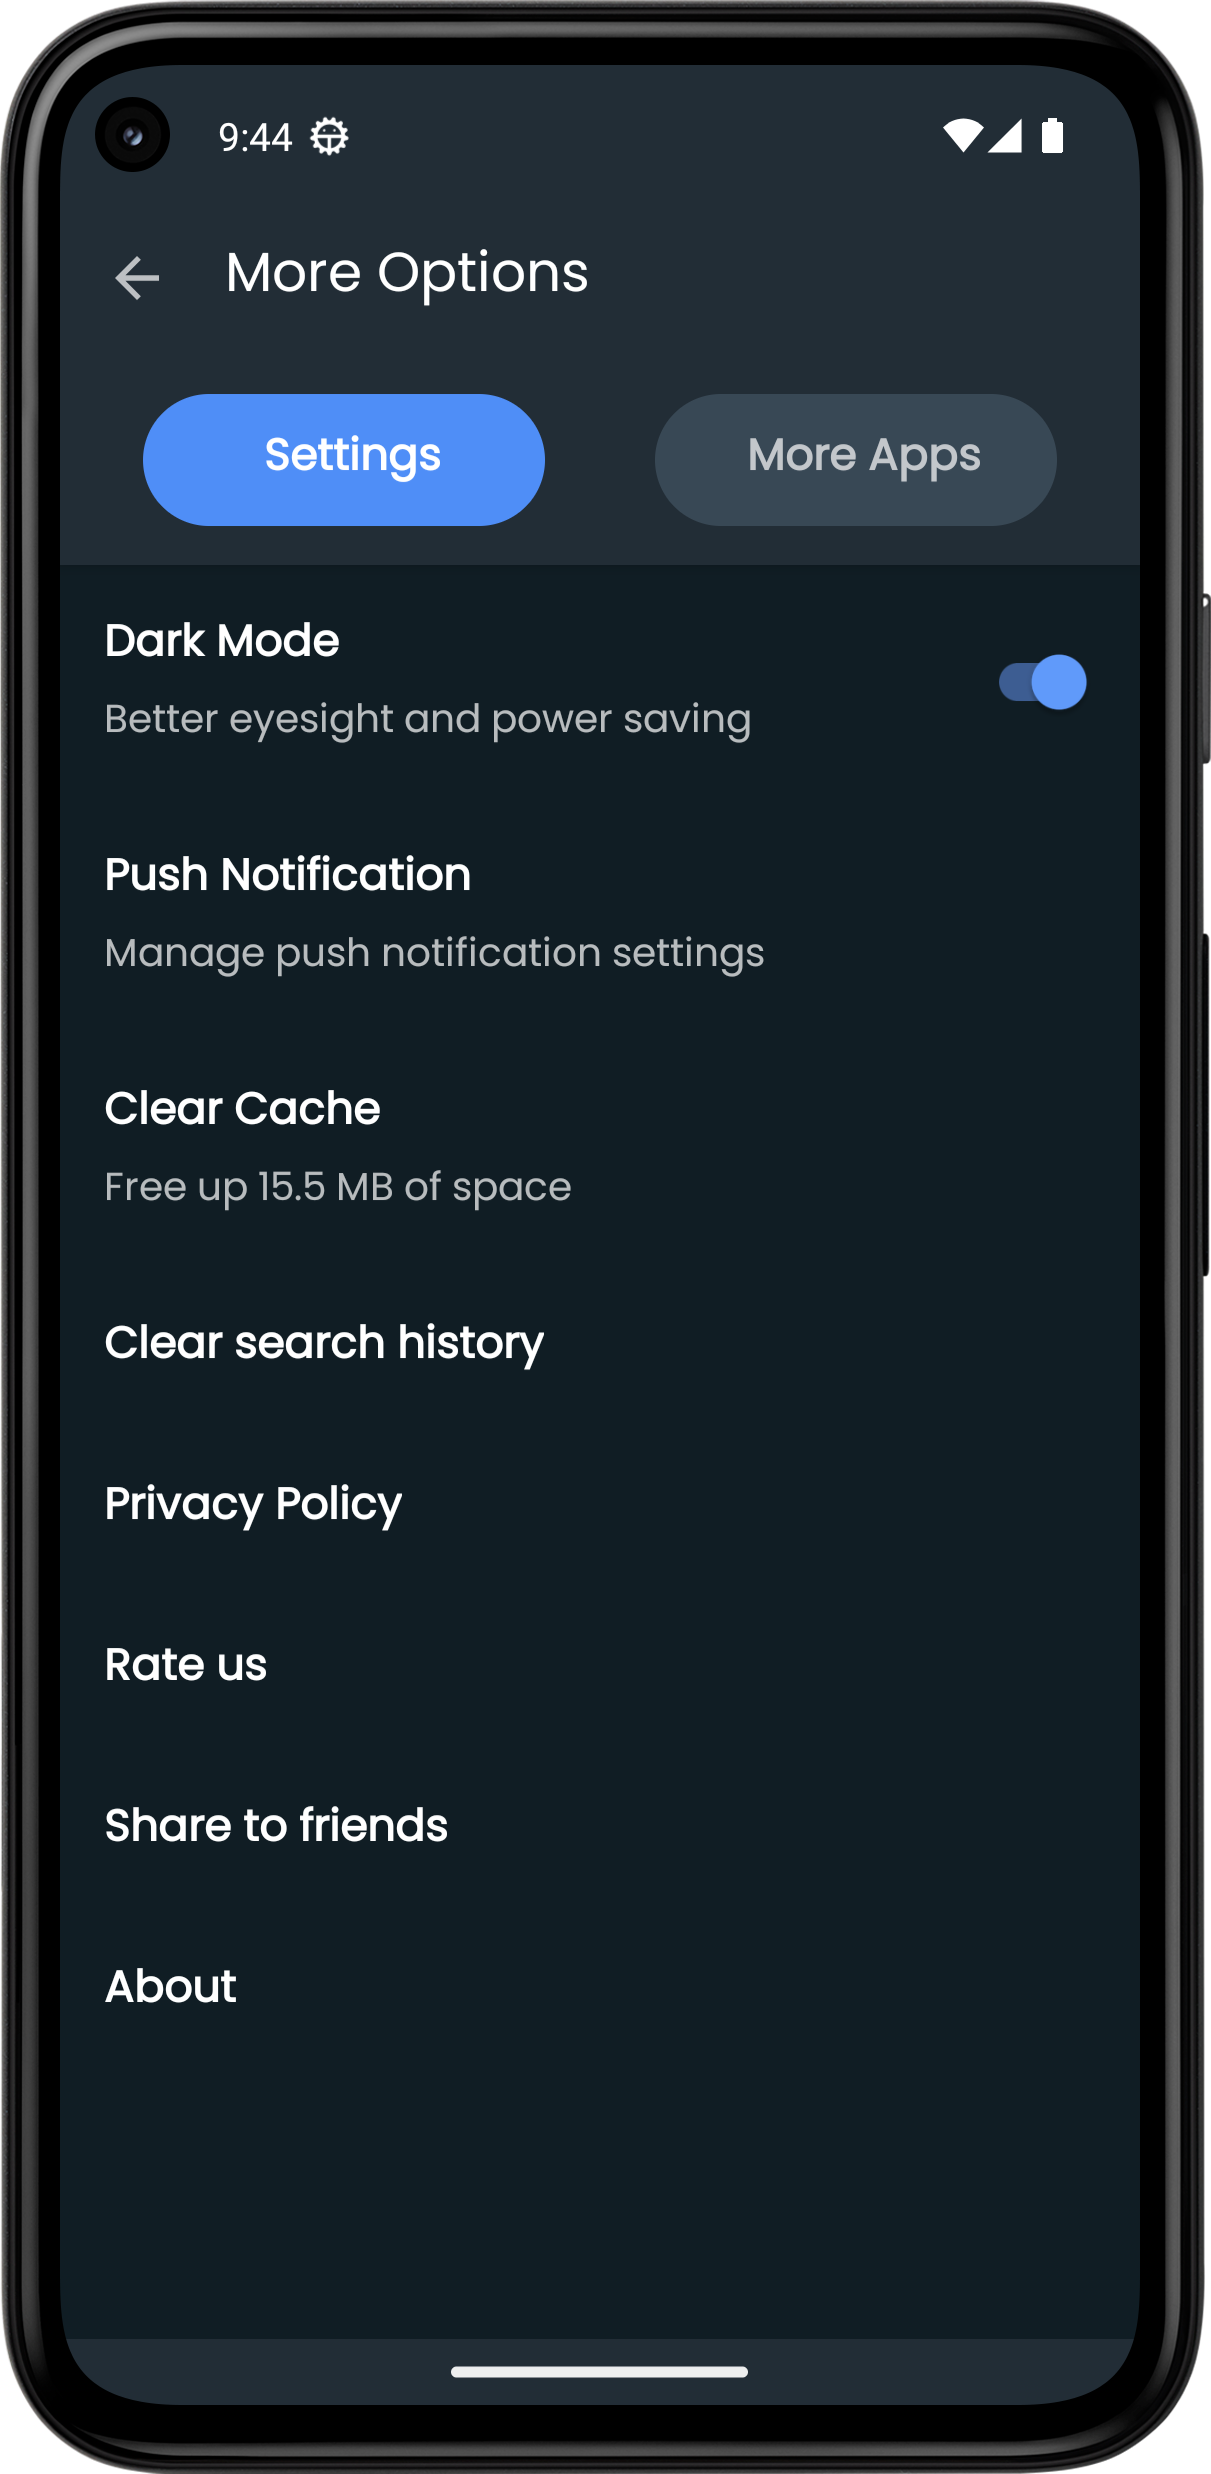 9:44
More Options
Settings
More Apps
Dark Mode
Better eyesight and power saving
Push Notification
Manage push notification settings
Clear Cache
Free up 15.5 MB of space
Clear search history
Privacy Policy
Rate us
Share to friends
About